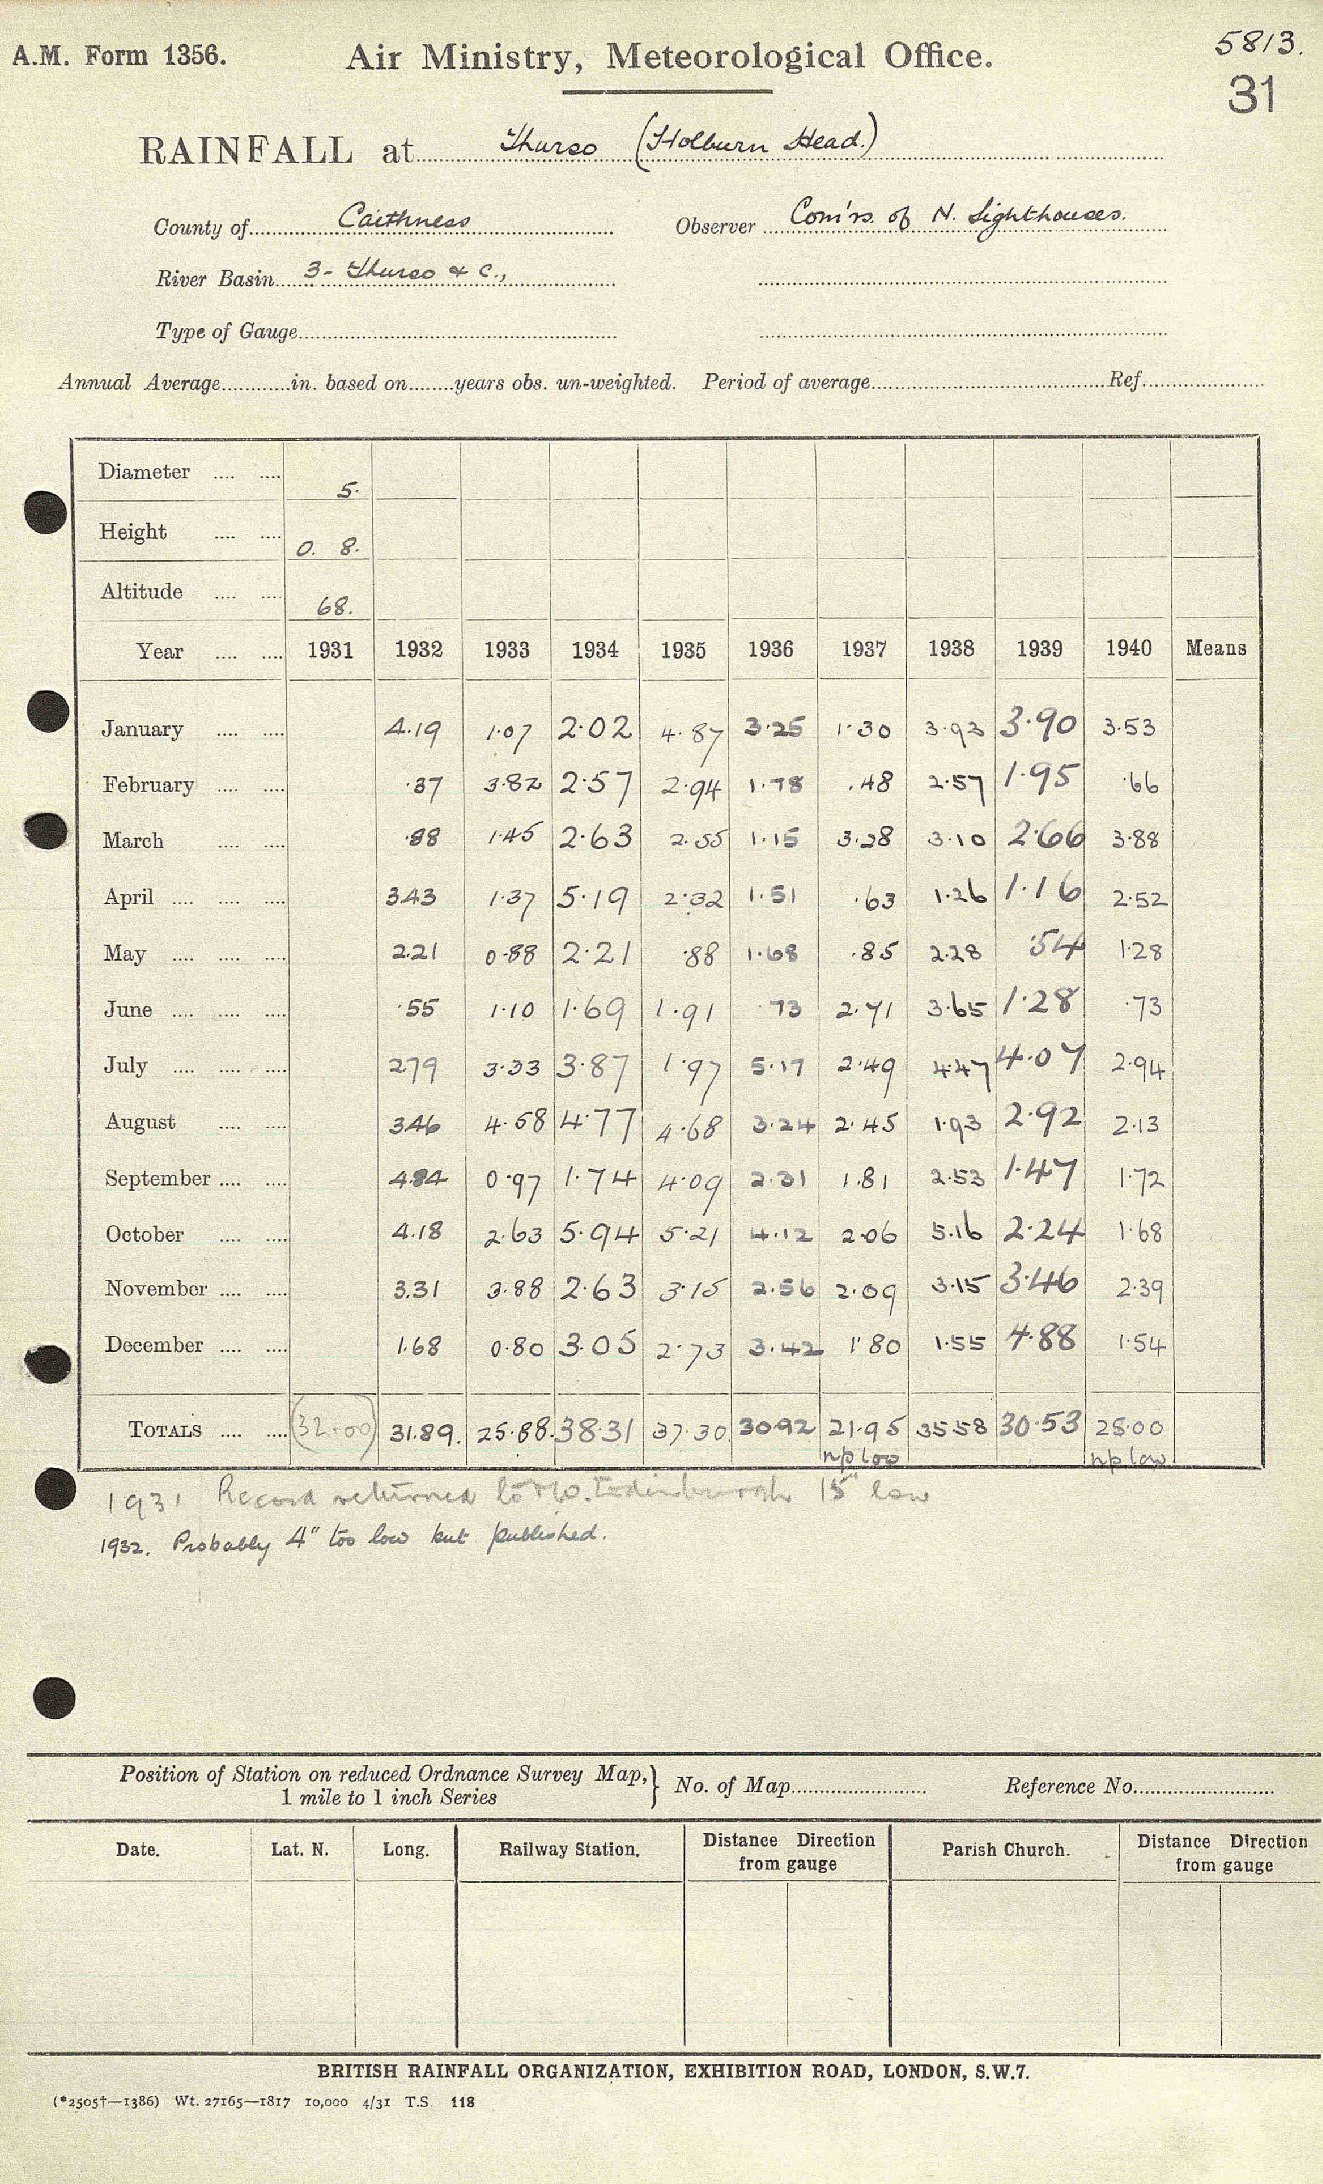 5813.
A.M. Form 1356. Air Ministry, Meteorological Office.
31
RAINFALL at Thurso (Holburn Head.)
County of Caithness Observer Com'rs. of N. Lighthouses.
River Basin 3- Thurso & c.,
Type of Gauge
Annual Average in. based on years obs. un-weighted. Period of average Ref.
Diameter 5.
Height 0. 8.
Altitude 68.
Year 1931 1932 1933 1934 1935 1936 1937 1938 1939 1940 Means
January 4.19 1.07 2.02 4.87 3.25 1.30 3.93 3.90 3.53
February .37 3.82 2.57 2.94 1.78 .48 2.57 1.95 .66
March .88 1.45 2.63 2.55 1.15 3.28 3.10 2.66 3.88
April 3.43 1.37 5.19 2.32 1.51 .63 1.26 1.16 2.52
May 2.21 0.88 2.21 .88 1.68 .85 2.28 .54 1.28
June .55 1.10 1.69 1.91 .73 2.71 3.65 1.28 .73
July 2.79 3.33 3.87 1.97 5.17 2.49 4.47 4.07 2.94
August 3.46 4.58 4.77 4.68 3.24 2.45 1.93 2.92 2.13
September 4.84 0.97 1.74 4.09 2.31 1.81 2.53 1.47 1.72
October 4.18 2.63 5.94 5.21 4.12 2.06 5.16 2.24 1.68
November 3.31 3.88 2.63 3.15 2.56 2.09 3.15 3.46 2.39
December 1.68 0.80 3.05 2.73 3.42 1.80 1.55 4.88 1.54
TOTALS (32.00) 31.89. 25.88. 38.31 37.30 30.92 21.95 35.58 30.53 25.00
np too np low
1931 Record returned to M.O. Edinburgh 15" low
1932. Probably 4" too low but published.
Position of Station on reduced Ordnance Survey Map, 1 mile to 1 inch Series } No. of Map Reference No.
Date. Lat. N. Long. Railway Station. Distance Direction from gauge Parish Church. Distance Direction from gauge
BRITISH RAINFALL ORGANIZATION, EXHIBITION ROAD, LONDON, S.W.7.
(*2505†—1386) Wt. 27165—1817 10,000 4/31 T.S 118